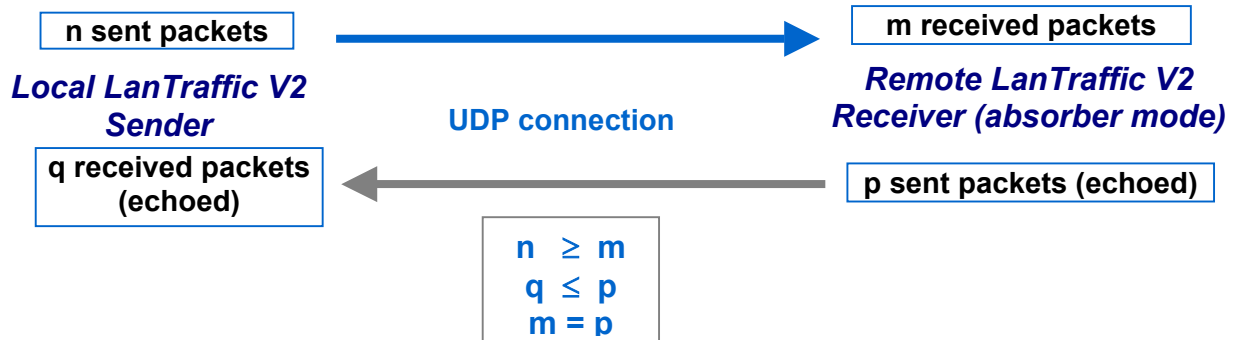 n sent packets
m received packets
Local LanTraffic V2
Sender
Remote LanTraffic V2
Receiver (absorber mode)
UDP connection
q received packets
(echoed)
p sent packets (echoed)
n ≥ m
q ≤ p
m = p